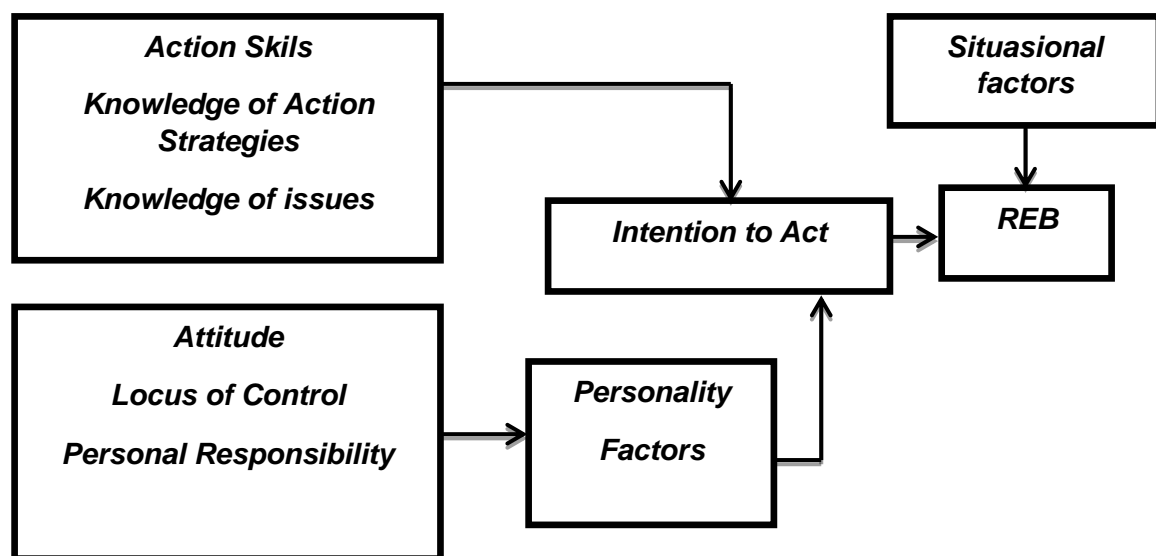 Action Skils
Knowledge of Action
Strategies
Knowledge of issues
Situasional
factors
Intention to Act
REB
Attitude
Locus of Control
Personal Responsibility
Personality
Factors